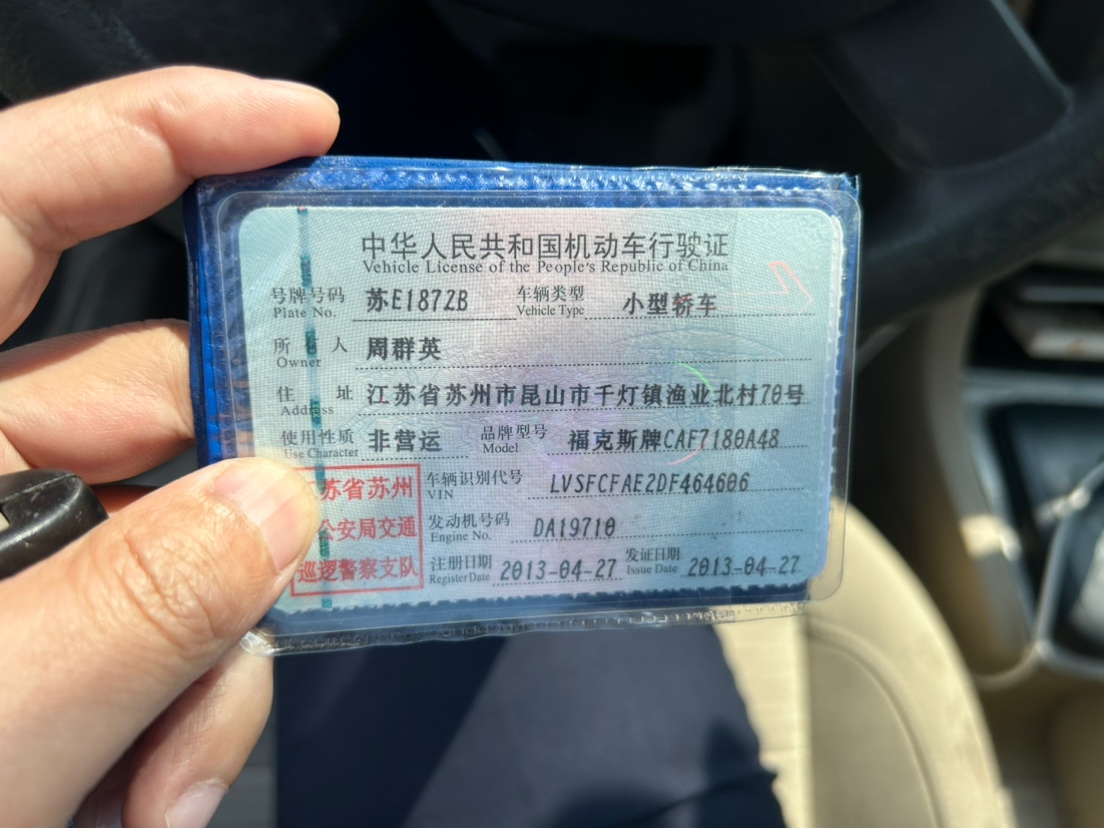 中华人民共和国机动车行驶证
Vehicle License of the People's Republic of China
号牌号码 苏E1872B 车辆类型 小型轿车
Plate No. Vehicle Type
所 人 周群英
Owner
住 址 江苏省苏州市昆山市千灯镇渔业北村70号
Address
使用性质 非营运 品牌型号 福克斯牌CAF7180A48
Use Character Model
苏省苏州 车辆识别代号 LVSFCFAE2DF464606
VIN
公安局交通 发动机号码 DA19710
Engine No.
巡逻警察支队 注册日期 2013-04-27 发证日期 2013-04-27
Register Date Issue Date